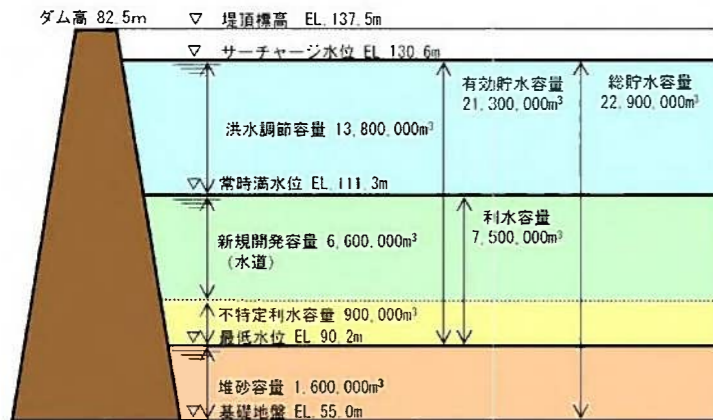 ダム高 82.5m
▽ 堤頂標高 EL.137.5m
▽ サーチャージ水位 EL.130.6m
有効貯水容量
21,300,000m³
総貯水容量
22,900,000m³
洪水調節容量 13,800,000m³
▽ 常時満水位 EL.111.3m
利水容量
7,500,000m³
新規開発容量 6,600,000m³
(水道)
不特定利水容量 900,000m³
▽ 最低水位 EL.90.2m
堆砂容量 1,600,000m³
▽ 基礎地盤 EL.55.0m